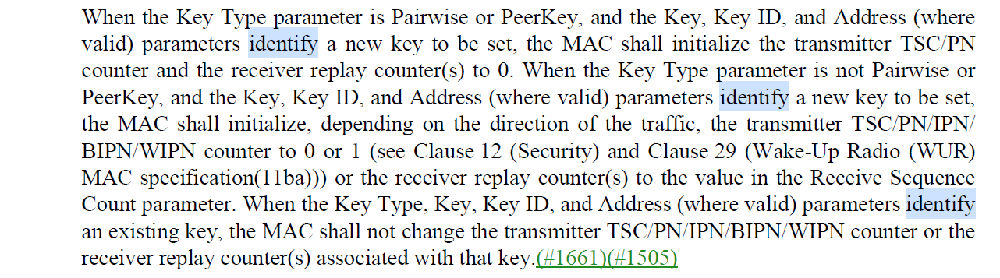 — When the Key Type parameter is Pairwise or PeerKey, and the Key, Key ID, and Address (where
valid) parameters identify a new key to be set, the MAC shall initialize the transmitter TSC/PN
counter and the receiver replay counter(s) to 0. When the Key Type parameter is not Pairwise or
PeerKey, and the Key, Key ID, and Address (where valid) parameters identify a new key to be set,
the MAC shall initialize, depending on the direction of the traffic, the transmitter TSC/PN/IPN/
BIPN/WIPN counter to 0 or 1 (see Clause 12 (Security) and Clause 29 (Wake-Up Radio (WUR)
MAC specification(11ba))) or the receiver replay counter(s) to the value in the Receive Sequence
Count parameter. When the Key Type, Key, Key ID, and Address (where valid) parameters identify
an existing key, the MAC shall not change the transmitter TSC/PN/IPN/BIPN/WIPN counter or the
receiver replay counter(s) associated with that key.(#1661)(#1505)